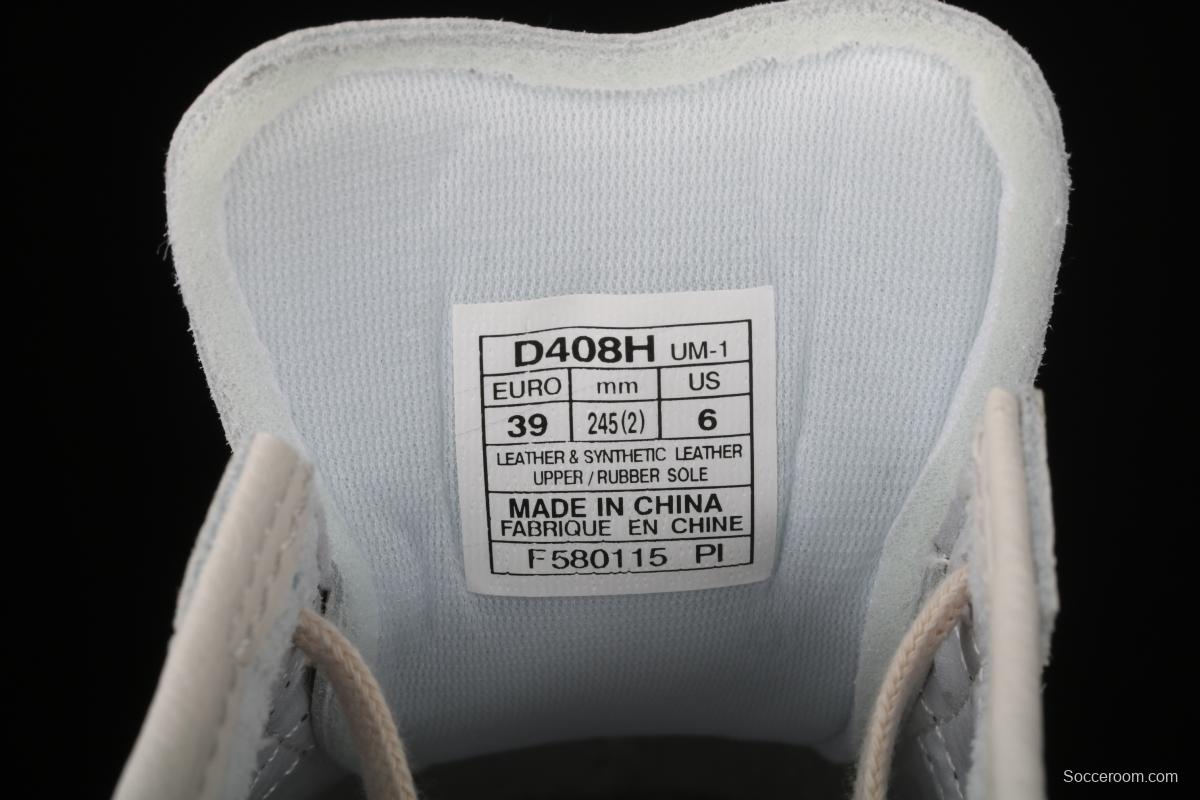 D408H UM-1
EURO mm US
39 245(2) 6
LEATHER & SYNTHETIC LEATHER
UPPER / RUBBER SOLE
MADE IN CHINA
FABRIQUE EN CHINE
F580115 PI
Socceroom.com